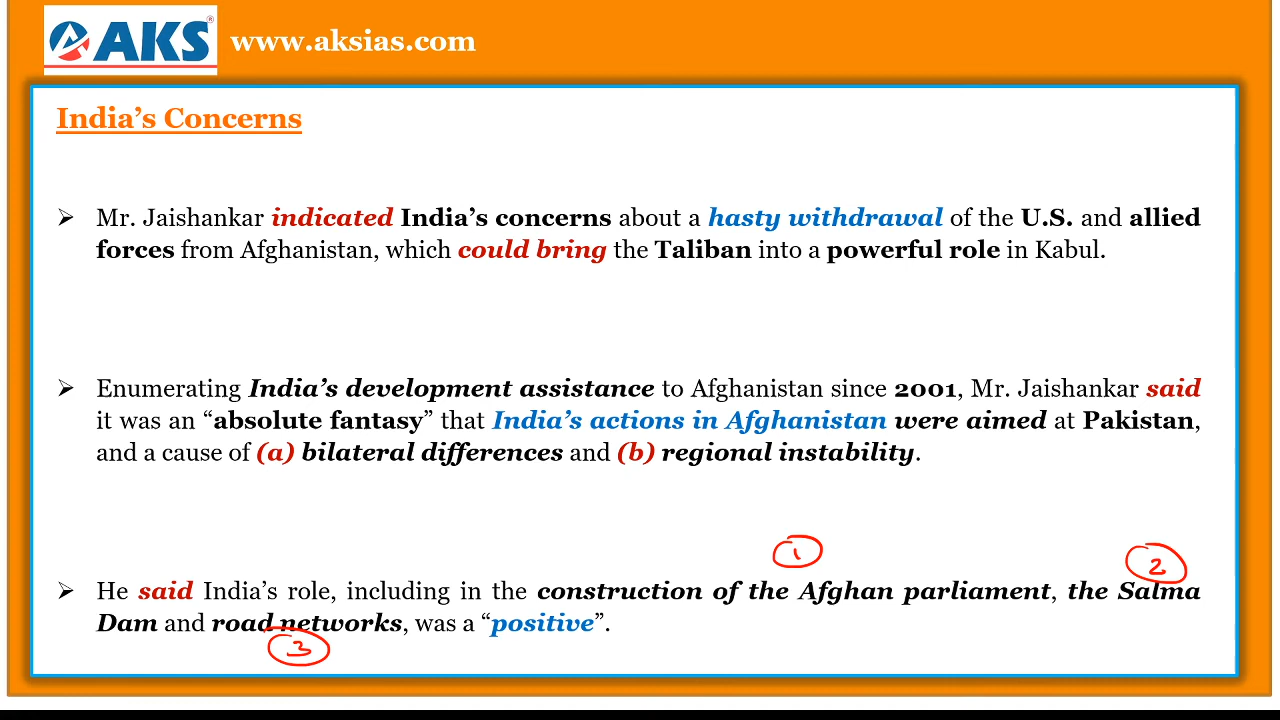 AKS® www.aksias.com
India’s Concerns
➢ Mr. Jaishankar indicated India’s concerns about a hasty withdrawal of the U.S. and allied
forces from Afghanistan, which could bring the Taliban into a powerful role in Kabul.
➢ Enumerating India’s development assistance to Afghanistan since 2001, Mr. Jaishankar said
it was an “absolute fantasy” that India’s actions in Afghanistan were aimed at Pakistan,
and a cause of (a) bilateral differences and (b) regional instability.
1 2
➢ He said India’s role, including in the construction of the Afghan parliament, the Salma
Dam and road networks, was a “positive”.
3